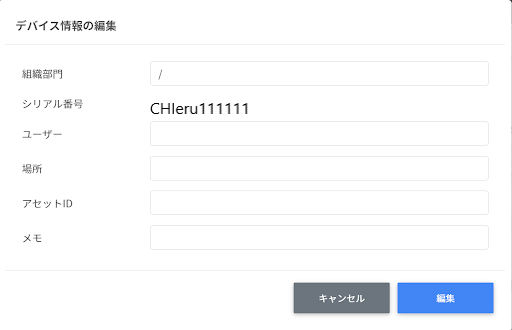 デバイス情報の編集
組織部門 /
シリアル番号 CHIeru111111
ユーザー
場所
アセットID
メモ
キャンセル 編集